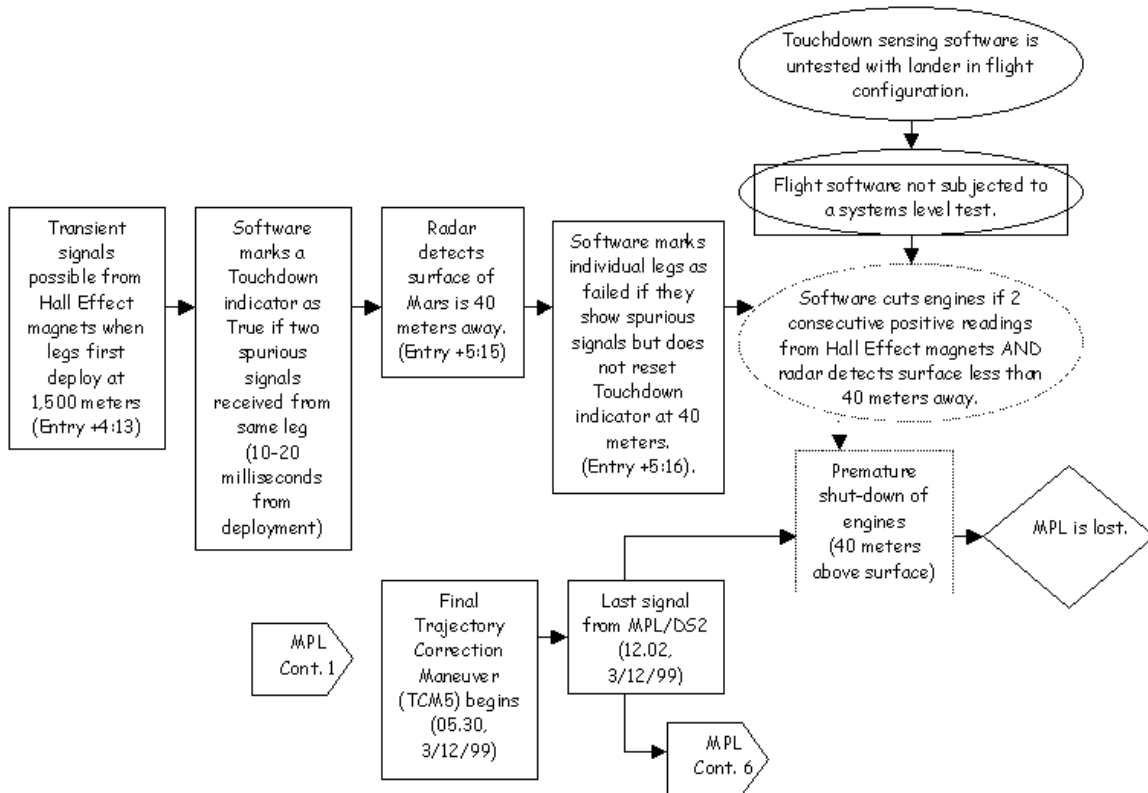 Touchdown sensing software is
untested with lander in flight
configuration.
Flight software not subjected to
a systems level test.
Transient
signals
possible from
Hall Effect
magnets when
legs first
deploy at
1,500 meters
(Entry +4:13)
Software
marks a
Touchdown
indicator as
True if two
spurious
signals
received from
same leg
(10-20
milliseconds
from
deployment)
Radar
detects
surface of
Mars is 40
meters away.
(Entry +5:15)
Software marks
individual legs as
failed if they
show spurious
signals but does
not reset
Touchdown
indicator at 40
meters.
(Entry +5:16).
Software cuts engines if 2
consecutive positive readings
from Hall Effect magnets AND
radar detects surface less than
40 meters away.
Premature
shut-down of
engines
(40 meters
above surface)
MPL is lost.
MPL
Cont. 1
Final
Trajectory
Correction
Maneuver
(TCM5) begins
(05.30,
3/12/99)
Last signal
from MPL/DS2
(12.02,
3/12/99)
MPL
Cont. 6